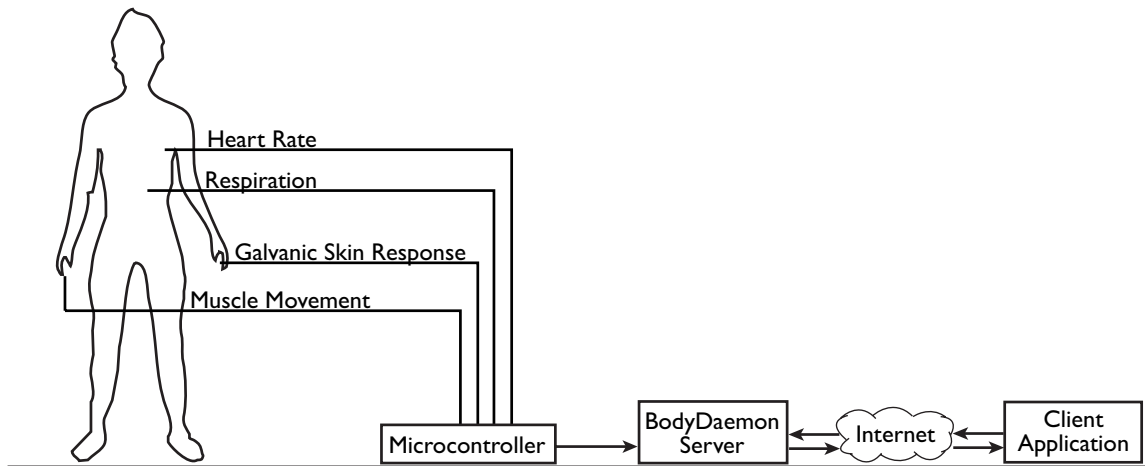 Heart Rate
Respiration
Galvanic Skin Response
Muscle Movement
Microcontroller
BodyDaemon
Server
Internet
Client
Application